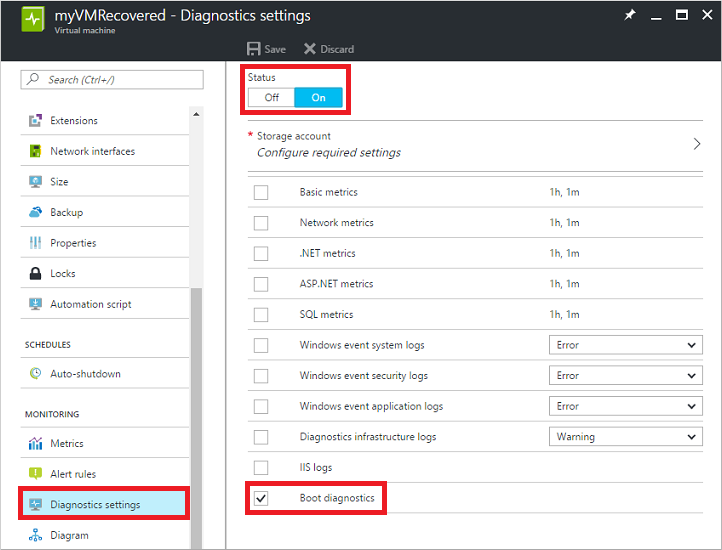 myVMRecovered - Diagnostics settings
Virtual machine
Save Discard
Search (Ctrl+/)
Extensions
Network interfaces
Size
Backup
Properties
Locks
Automation script
SCHEDULES
Auto-shutdown
MONITORING
Metrics
Alert rules
Diagnostics settings
Diagram
Status
Off On
* Storage account
Configure required settings
Basic metrics 1h, 1m
Network metrics 1h, 1m
.NET metrics 1h, 1m
ASP.NET metrics 1h, 1m
SQL metrics 1h, 1m
Windows event system logs Error
Windows event security logs Error
Windows event application logs Error
Diagnostics infrastructure logs Warning
IIS logs
Boot diagnostics